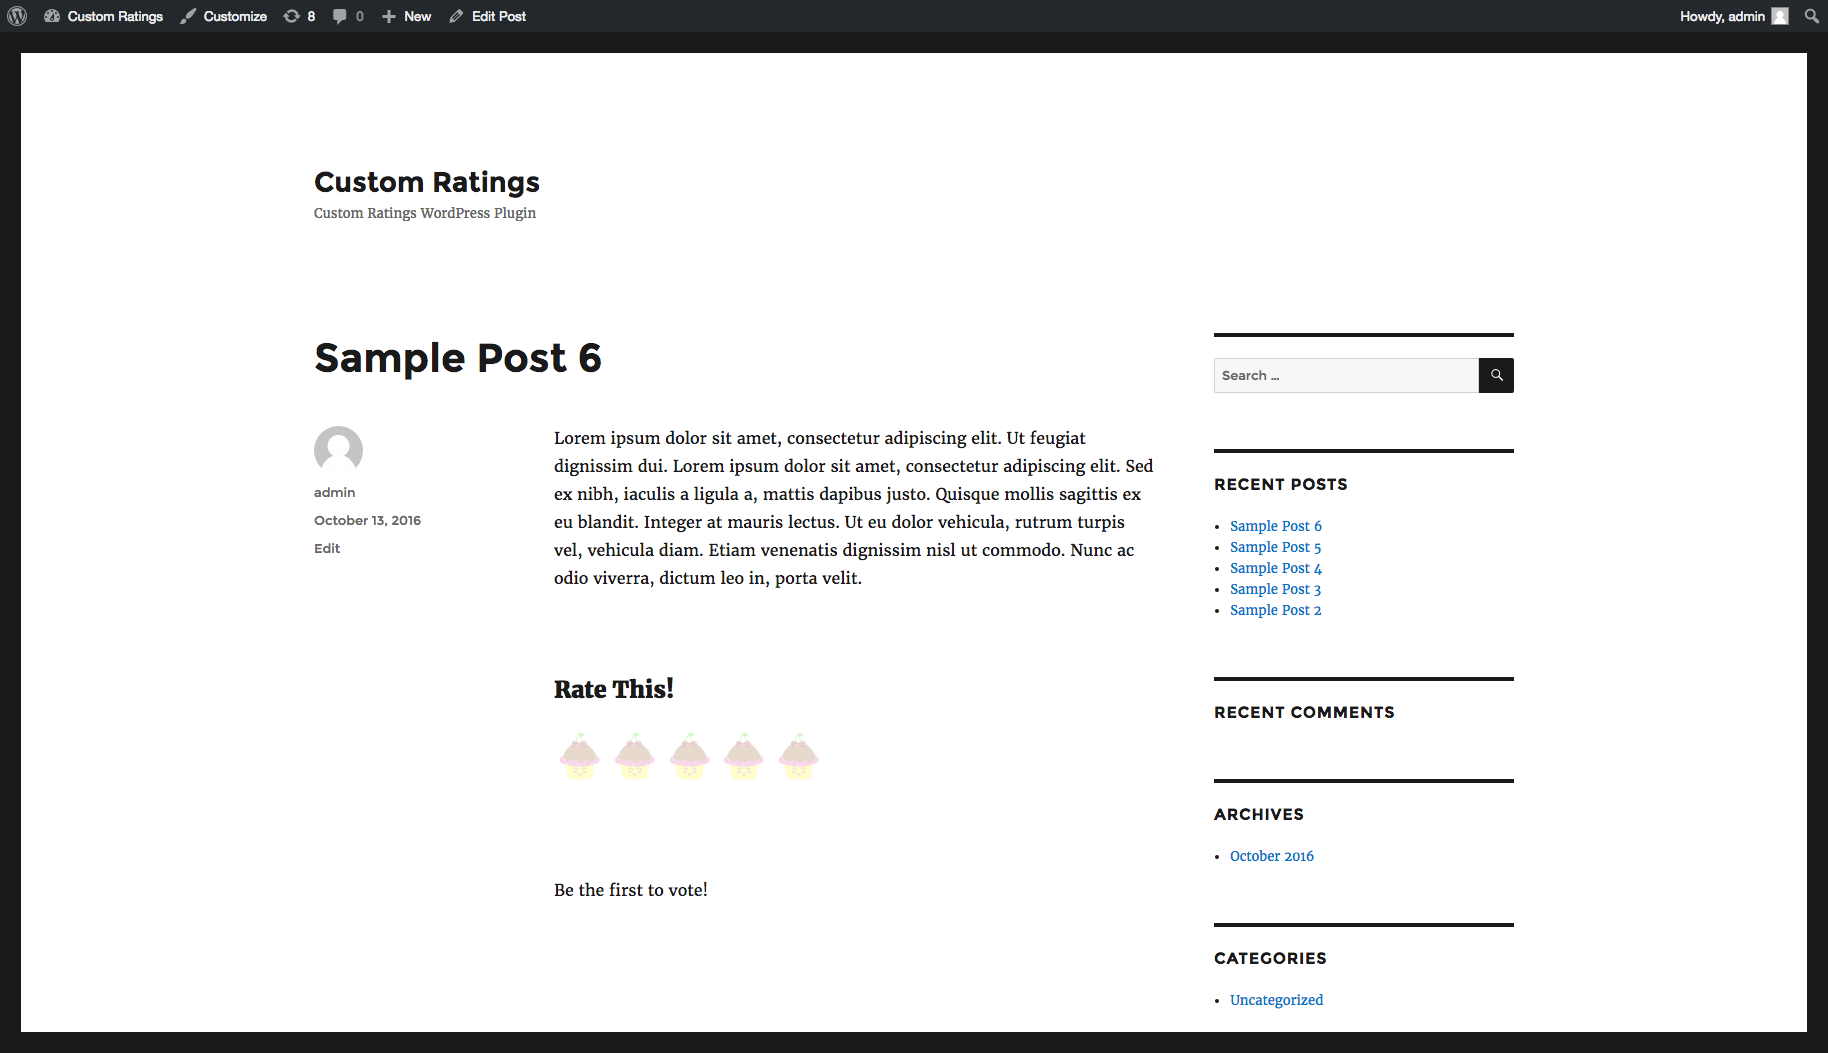 Custom Ratings Customize 8 0 New Edit Post Howdy, admin
Custom Ratings
Custom Ratings WordPress Plugin
Sample Post 6
admin
October 13, 2016
Edit
Lorem ipsum dolor sit amet, consectetur adipiscing elit. Ut feugiat
dignissim dui. Lorem ipsum dolor sit amet, consectetur adipiscing elit. Sed
ex nibh, iaculis a ligula a, mattis dapibus justo. Quisque mollis sagittis ex
eu blandit. Integer at mauris lectus. Ut eu dolor vehicula, rutrum turpis
vel, vehicula diam. Etiam venenatis dignissim nisl ut commodo. Nunc ac
odio viverra, dictum leo in, porta velit.
Rate This!
Be the first to vote!
Search ...
RECENT POSTS
Sample Post 6
Sample Post 5
Sample Post 4
Sample Post 3
Sample Post 2
RECENT COMMENTS
ARCHIVES
October 2016
CATEGORIES
Uncategorized